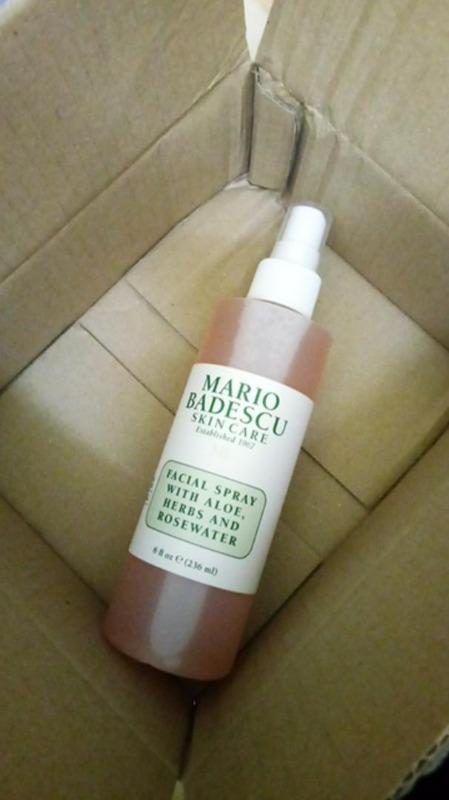 MARIO
BADESCU
SKIN CARE
Established 1967
FACIAL SPRAY
WITH ALOE,
HERBS AND
ROSEWATER
8 fl oz ℮ (236 ml)